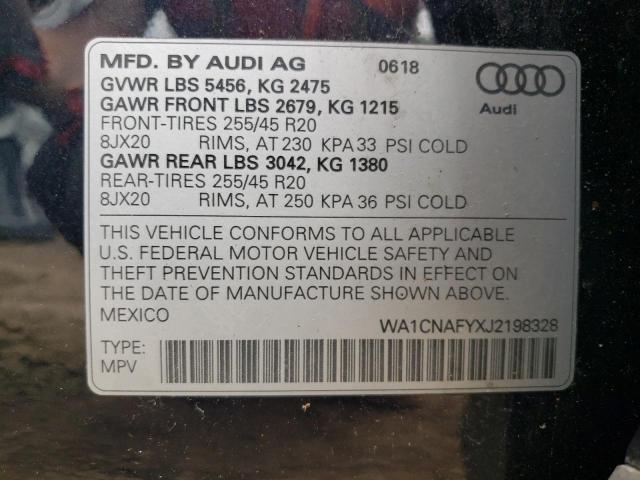 MFD. BY AUDI AG 0618
GVWR LBS 5456, KG 2475
GAWR FRONT LBS 2679, KG 1215
Audi
FRONT-TIRES 255/45 R20
8JX20 RIMS, AT 230 KPA 33 PSI COLD
GAWR REAR LBS 3042, KG 1380
REAR-TIRES 255/45 R20
8JX20 RIMS, AT 250 KPA 36 PSI COLD
THIS VEHICLE CONFORMS TO ALL APPLICABLE
U.S. FEDERAL MOTOR VEHICLE SAFETY AND
THEFT PREVENTION STANDARDS IN EFFECT ON
THE DATE OF MANUFACTURE SHOWN ABOVE.
MEXICO WA1CNAFYXJ2198328
TYPE:
MPV